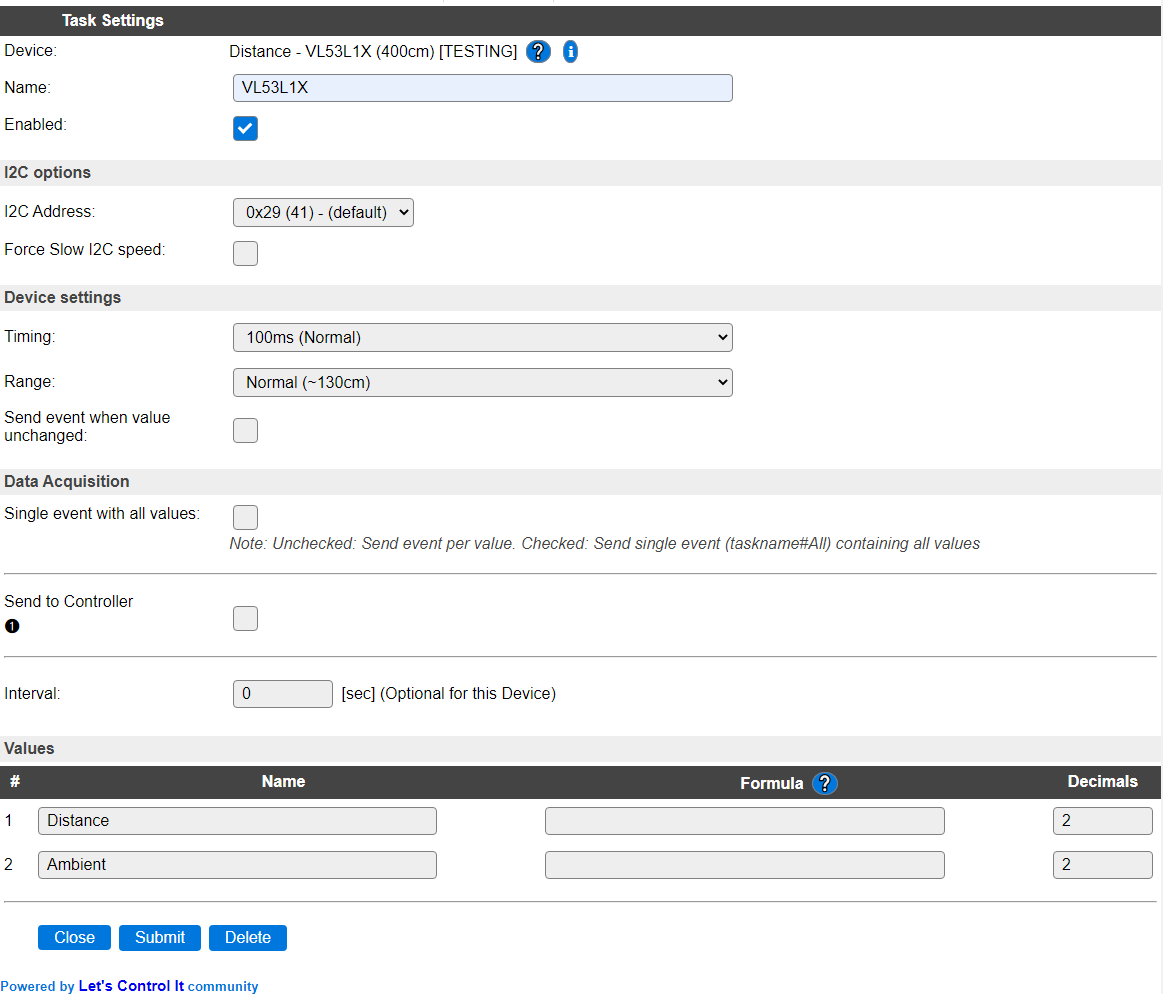 Task Settings
Device: Distance - VL53L1X (400cm) [TESTING] ? i
Name: VL53L1X
Enabled:
I2C options
I2C Address: 0x29 (41) - (default)
Force Slow I2C speed:
Device settings
Timing: 100ms (Normal)
Range: Normal (~130cm)
Send event when value
unchanged:
Data Acquisition
Single event with all values:
Note: Unchecked: Send event per value. Checked: Send single event (taskname#All) containing all values
Send to Controller
❶
Interval: 0 [sec] (Optional for this Device)
Values
# Name Formula ? Decimals
1 Distance 2
2 Ambient 2
Close Submit Delete
Powered by Let's Control It community